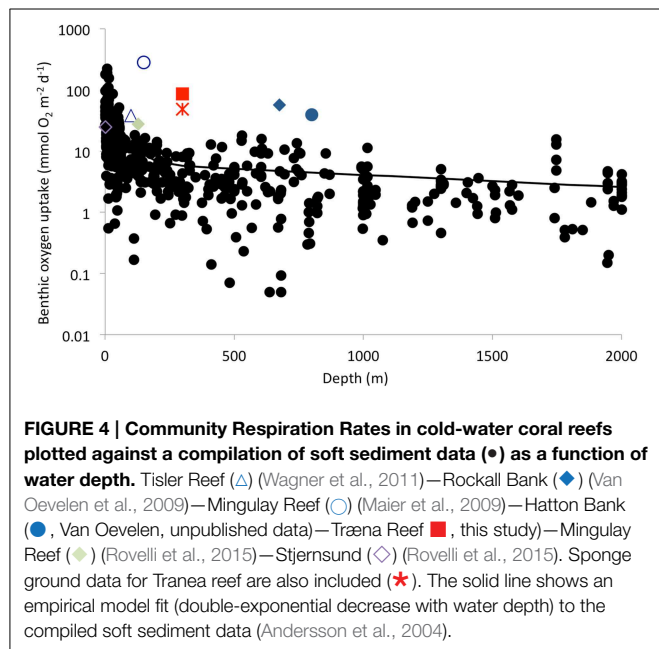 1000
100
10
1
0.1
0.01
Benthic oxygen uptake (mmol O₂ m⁻² d⁻¹)
0 500 1000 1500 2000
Depth (m)
FIGURE 4 | Community Respiration Rates in cold-water coral reefs
plotted against a compilation of soft sediment data (●) as a function of
water depth. Tisler Reef (△) (Wagner et al., 2011)—Rockall Bank (◆) (Van
Oevelen et al., 2009)—Mingulay Reef (○) (Maier et al., 2009)—Hatton Bank
(●, Van Oevelen, unpublished data)—Træna Reef ■, this study)—Mingulay
Reef (◆) (Rovelli et al., 2015)—Stjernsund (◇) (Rovelli et al., 2015). Sponge
ground data for Tranea reef are also included (*). The solid line shows an
empirical model fit (double-exponential decrease with water depth) to the
compiled soft sediment data (Andersson et al., 2004).